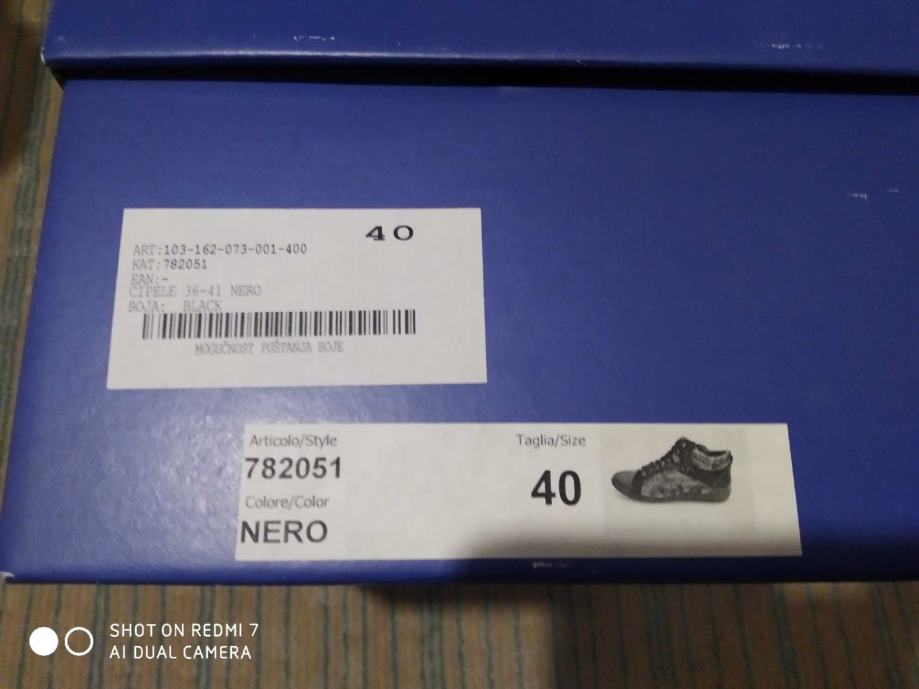 40
ART:103-162-073-001-400
KAT:782051
EAN:-
CIPELE 36-41 NERO
BOJA: BLACK
MOGUČNOST PUŠTANJA BOJE
Articolo/Style
782051
Colore/Color
NERO
Taglia/Size
40
SHOT ON REDMI 7
AI DUAL CAMERA